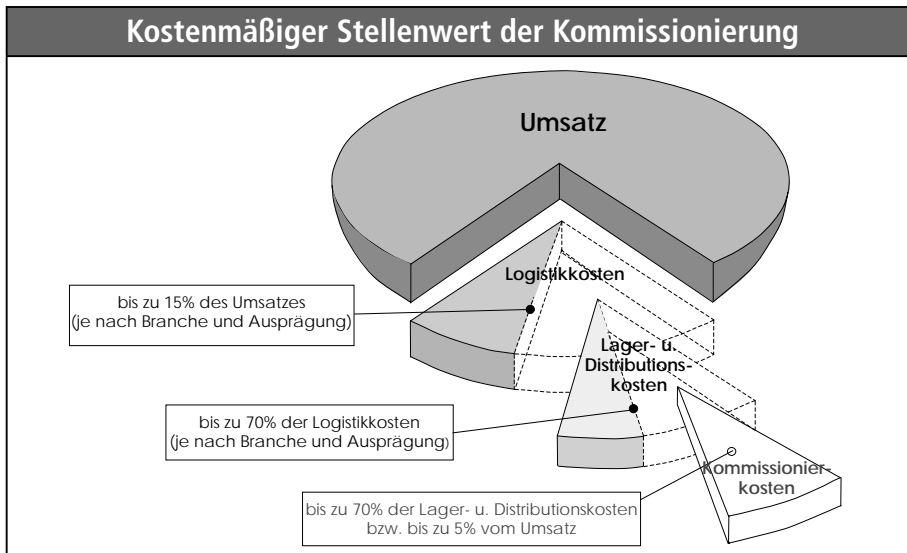 Kostenmäßiger Stellenwert der Kommissionierung
Umsatz
Logistikkosten
bis zu 15% des Umsatzes
(je nach Branche und Ausprägung)
Lager- u.
Distributions-
kosten
bis zu 70% der Logistikkosten
(je nach Branche und Ausprägung)
Kommissionier-
kosten
bis zu 70% der Lager- u. Distributionskosten
bzw. bis zu 5% vom Umsatz